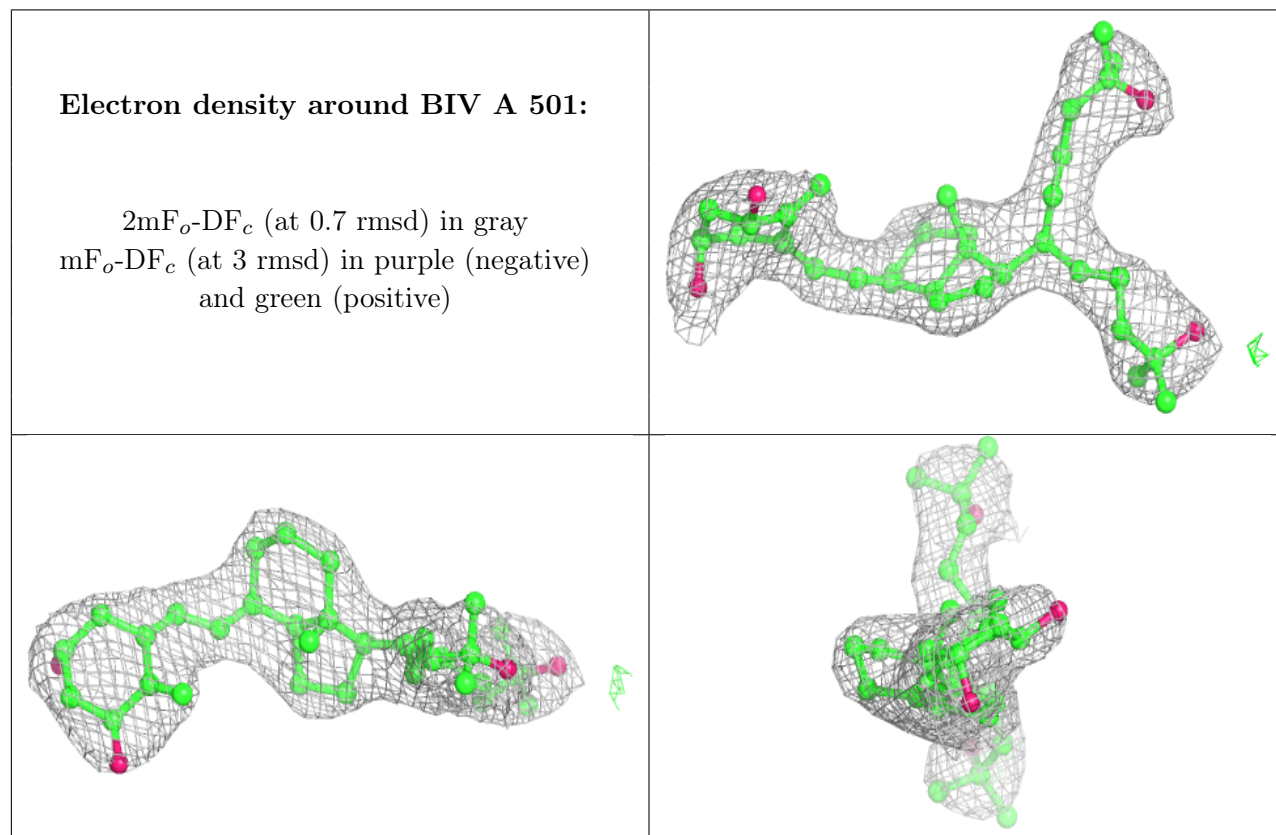 Electron density around BIV A 501:
2mFo-DFc (at 0.7 rmsd) in gray
mFo-DFc (at 3 rmsd) in purple (negative)
and green (positive)